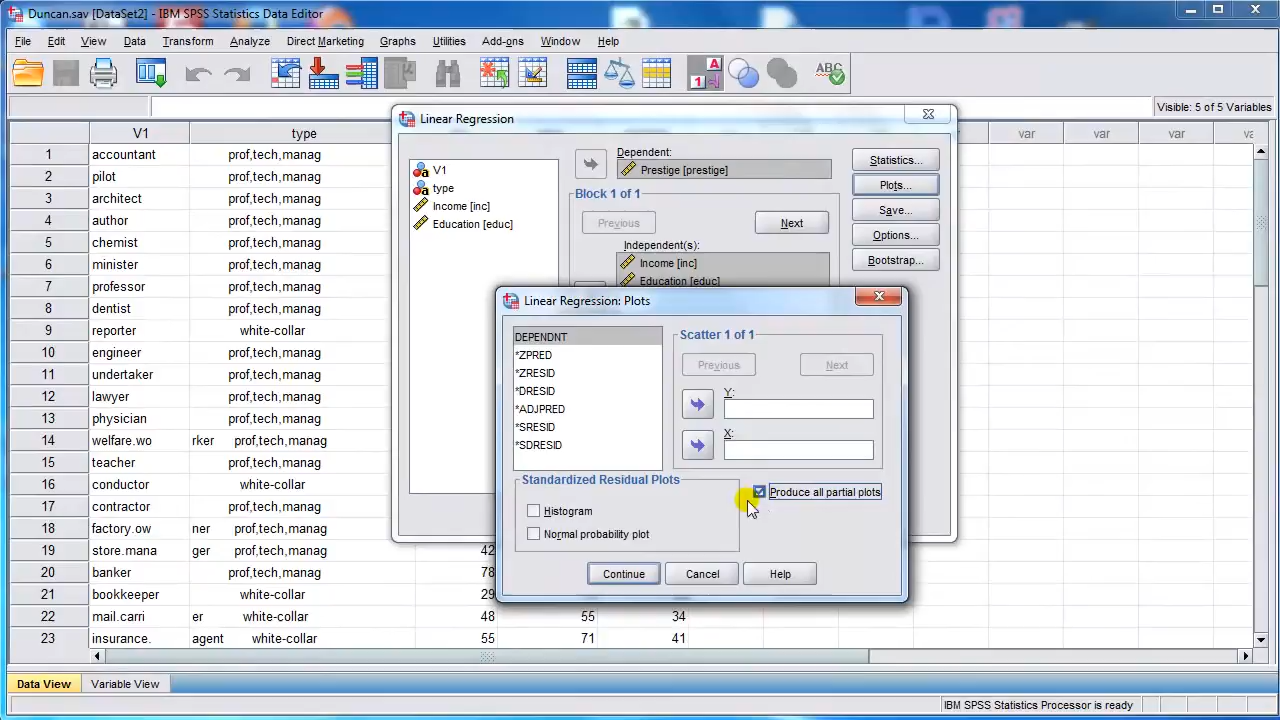 Duncan.sav [DataSet2] - IBM SPSS Statistics Data Editor
File Edit View Data Transform Analyze Direct Marketing Graphs Utilities Add-ons Window Help
Visible: 5 of 5 Variables
V1 type var var var
1 accountant prof,tech,manag
2 pilot prof,tech,manag
3 architect prof,tech,manag
4 author prof,tech,manag
5 chemist prof,tech,manag
6 minister prof,tech,manag
7 professor prof,tech,manag
8 dentist prof,tech,manag
9 reporter white-collar
10 engineer prof,tech,manag
11 undertaker prof,tech,manag
12 lawyer prof,tech,manag
13 physician prof,tech,manag
14 welfare.wo rker prof,tech,manag
15 teacher prof,tech,manag
16 conductor white-collar
17 contractor prof,tech,manag
18 factory.ow ner prof,tech,manag
19 store.mana ger prof,tech,manag 42
20 banker prof,tech,manag 78
21 bookkeeper white-collar 29
22 mail.carri er white-collar 48 55 34
23 insurance. agent white-collar 55 71 41
Linear Regression
V1
type
Income [inc]
Education [educ]
Dependent:
Prestige [prestige]
Block 1 of 1
Previous Next
Independent(s):
Income [inc]
Education [educ]
Statistics...
Plots...
Save...
Options...
Bootstrap...
Linear Regression: Plots
DEPENDNT
*ZPRED
*ZRESID
*DRESID
*ADJPRED
*SRESID
*SDRESID
Scatter 1 of 1
Previous Next
Y:
X:
Standardized Residual Plots
Histogram
Normal probability plot
Produce all partial plots
Continue Cancel Help
Data View Variable View
IBM SPSS Statistics Processor is ready